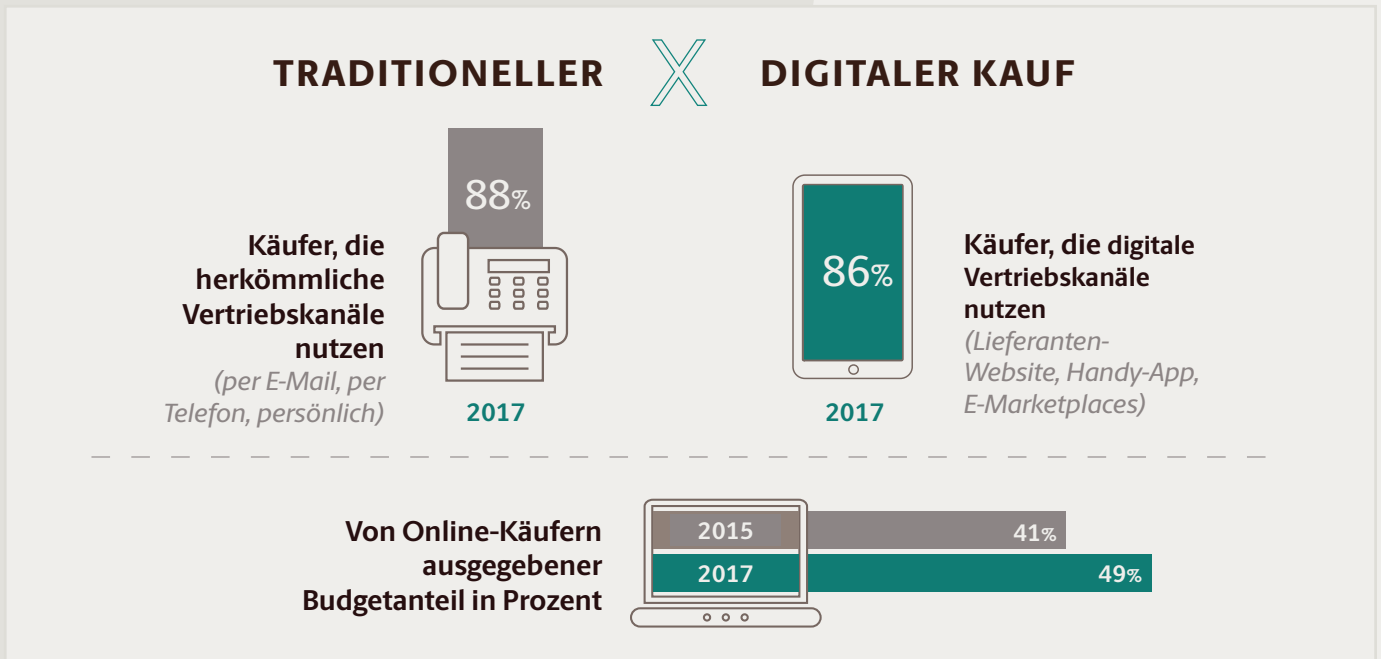 TRADITIONELLER X DIGITALER KAUF
88%
Käufer, die
herkömmliche
Vertriebskanäle
nutzen
(per E-Mail, per
Telefon, persönlich)
2017
86%
2017
Käufer, die digitale
Vertriebskanäle
nutzen
(Lieferanten-
Website, Handy-App,
E-Marketplaces)
Von Online-Käufern
ausgegebener
Budgetanteil in Prozent
2015 41%
2017 49%